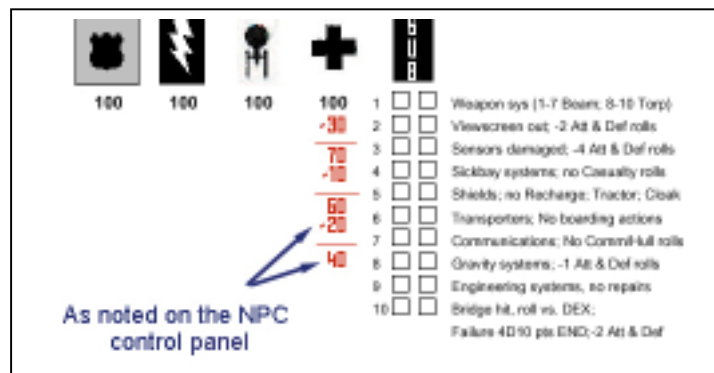 100 100 100 100
-30
70
-10
60
-20
40
1 Weapon sys (1-7 Beam; 8-10 Torp)
2 Viewscreen out; -2 Att & Def rolls
3 Sensors damaged; -4 Att & Def rolls
4 Sickbay systems; no Casualty rolls
5 Shields; no Recharge; Tractor; Cloak
6 Transporters; No boarding actions
7 Communications; No Comm/Hull rolls
8 Gravity systems; -1 Att & Def rolls
9 Engineering systems, no repairs
10 Bridge hit, roll vs. DEX;
Failure 4D10 pts END;-2 Att & Def
As noted on the NPC
control panel